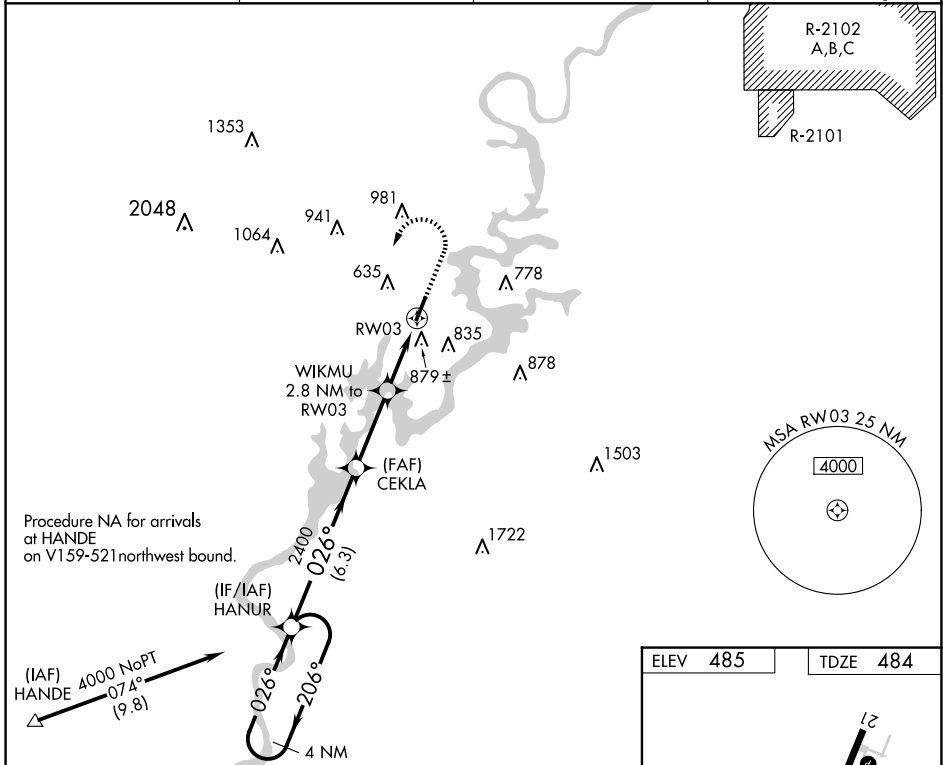 R-2102
A,B,C
R-2101
1353
2048
1064
941
981
635
778
RW03
835
879±
878
WIKMU
2.8 NM to
RW03
(FAF)
CEKLA
1503
1722
MSA RW03 25 NM
4000
Procedure NA for arrivals
at HANDE
on V159-521 northwest bound.
2400
026°
(6.3)
(IF/IAF)
HANUR
(IAF)
HANDE
4000 NoPT
074°
(9.8)
026°
206°
4 NM
ELEV 485
TDZE 484
21
P